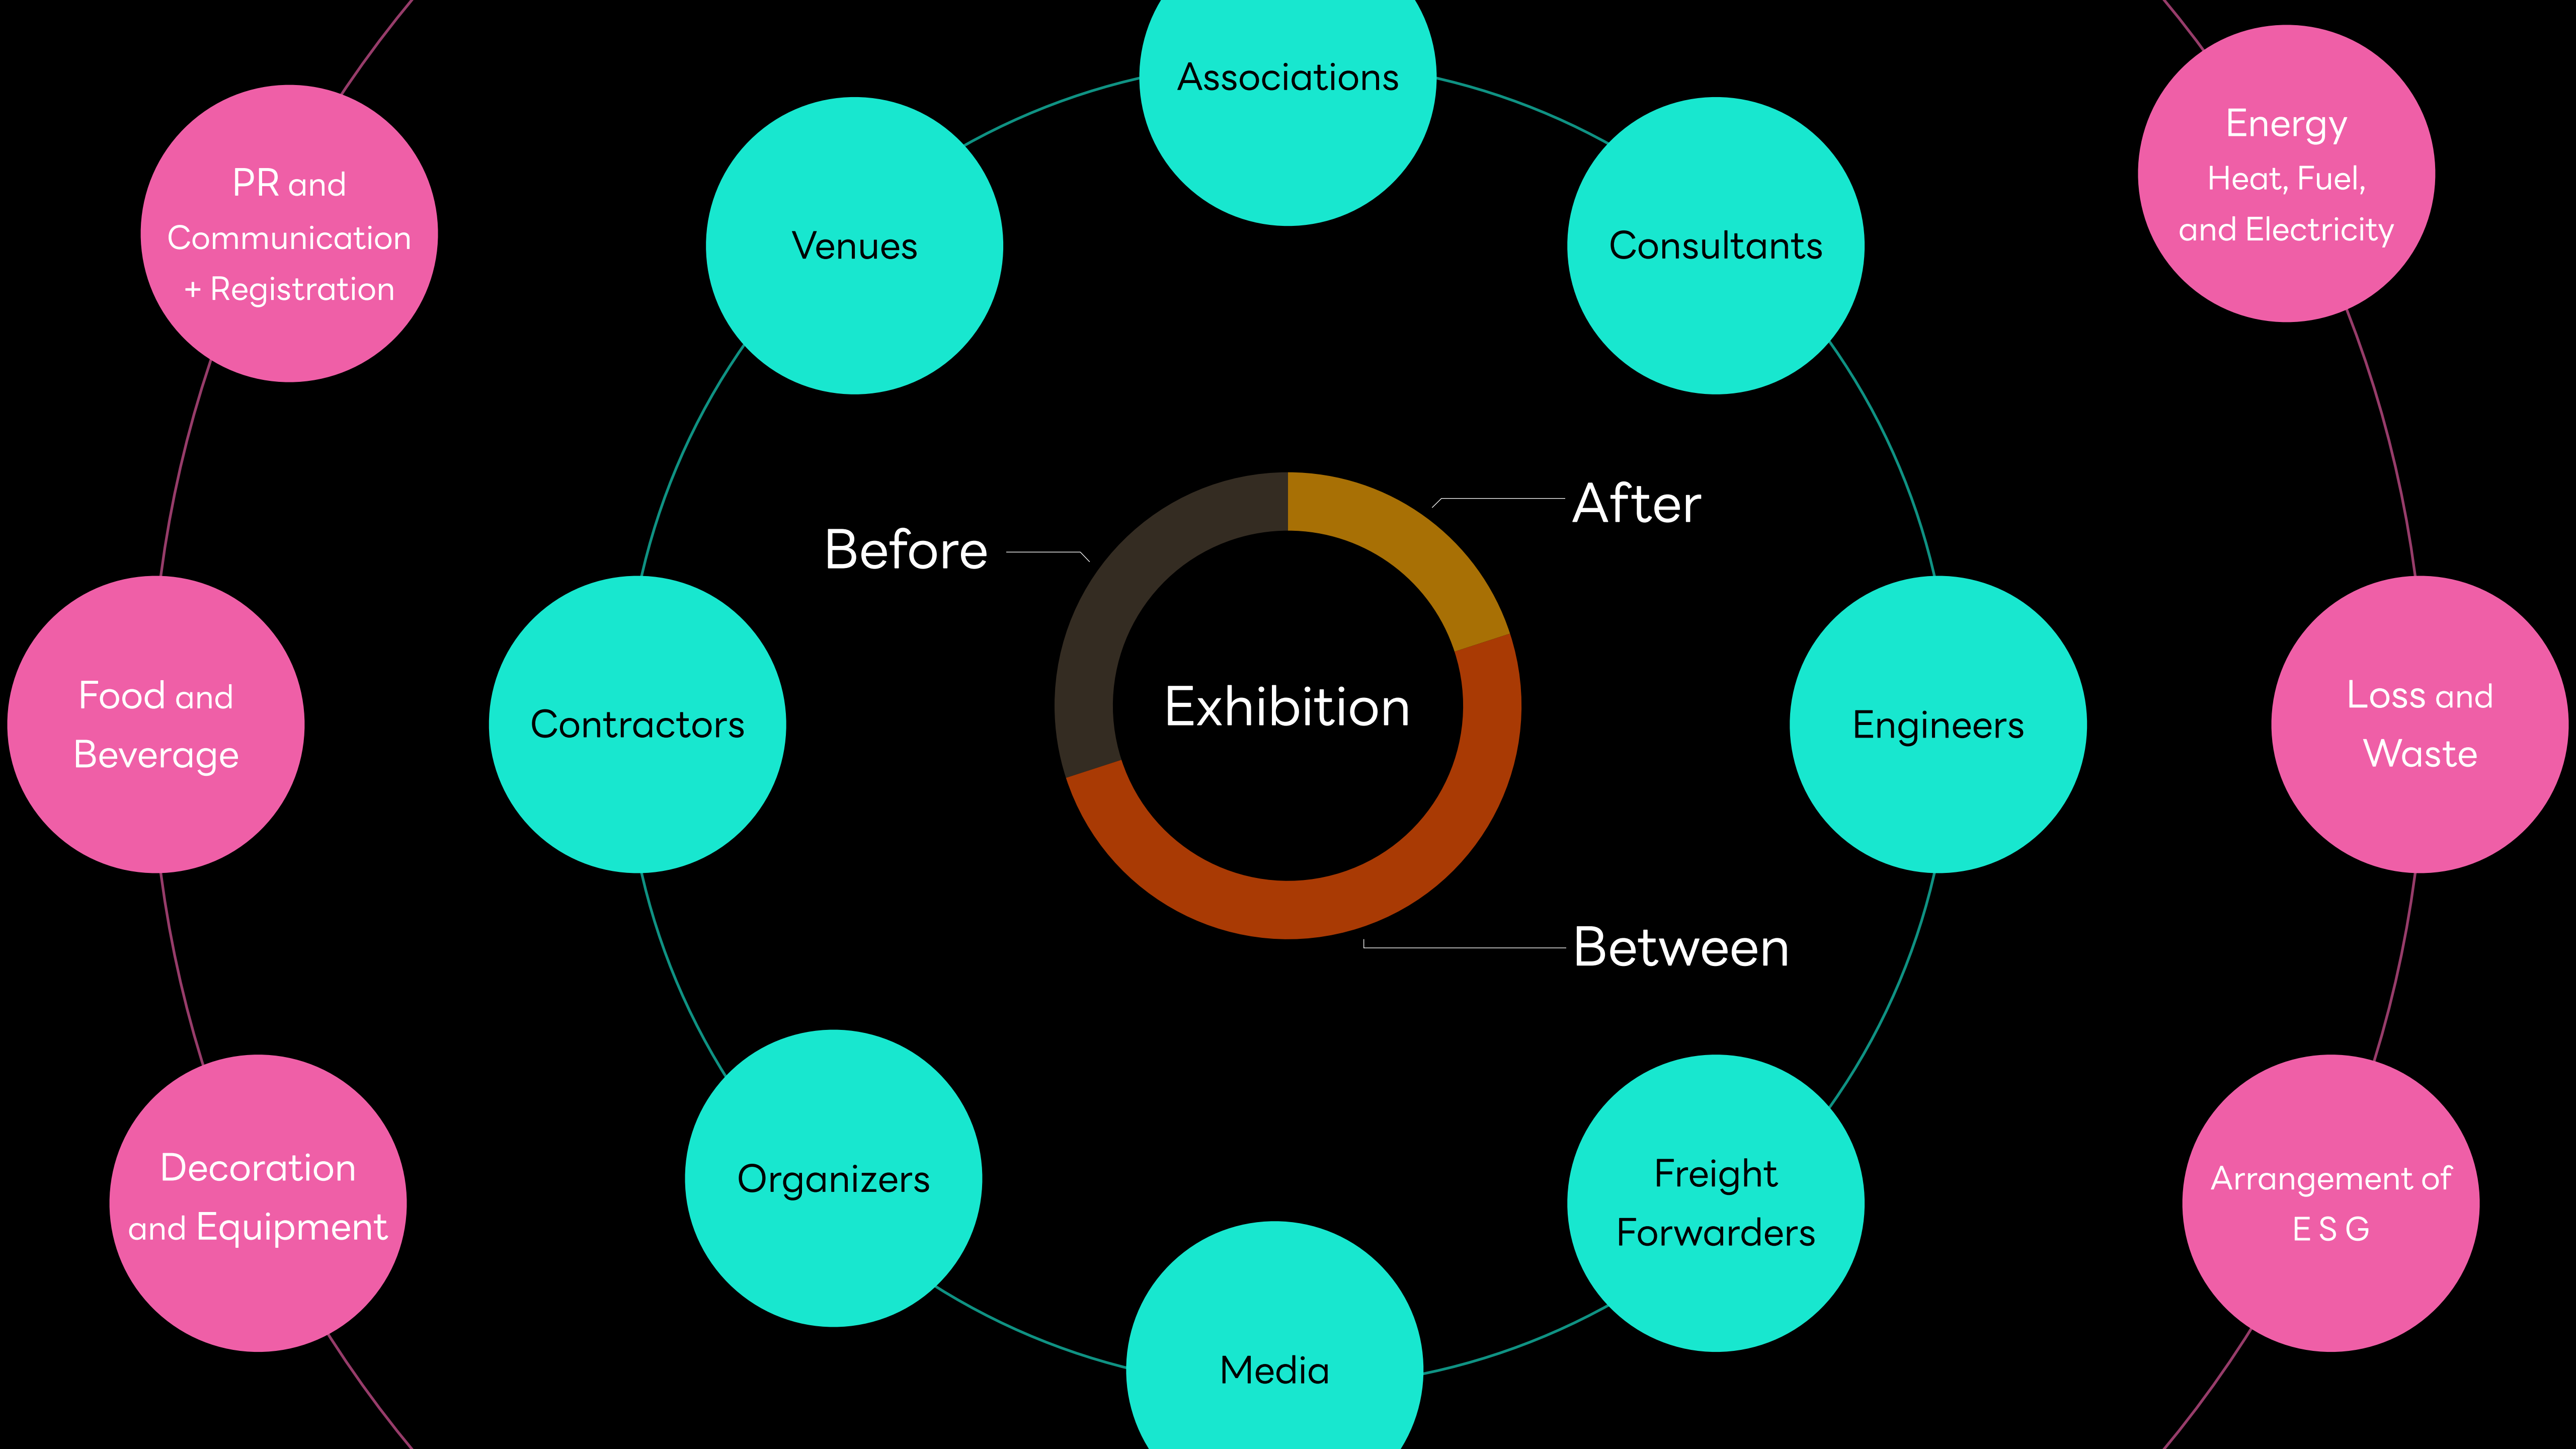 Associations
Energy
Heat, Fuel,
and Electricity
PR and
Communication
+ Registration
Venues
Consultants
After
Before
Food and
Beverage
Contractors
Exhibition
Engineers
Loss and
Waste
Between
Decoration
and Equipment
Organizers
Freight
Forwarders
Arrangement of
E S G
Media